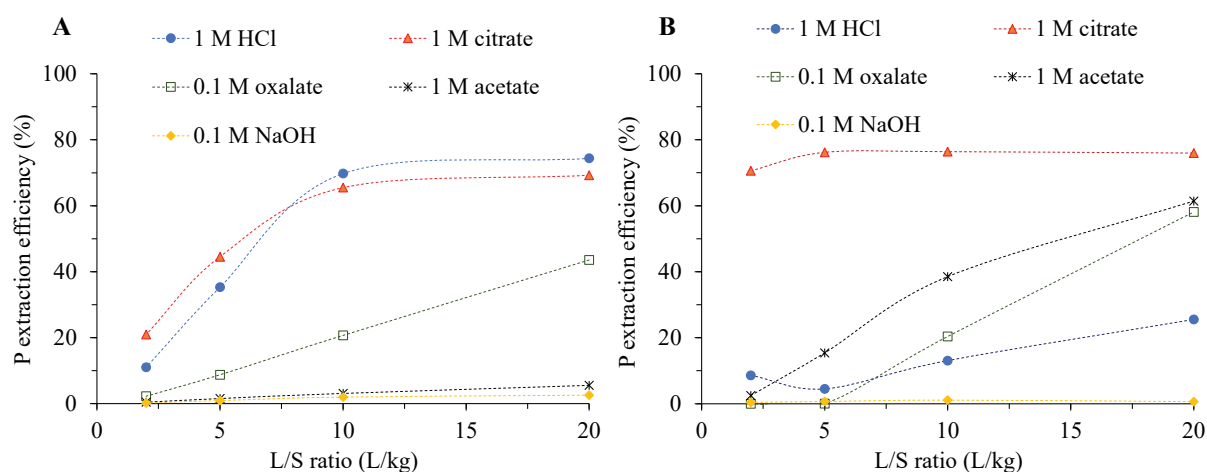 A
1 M HCl
1 M citrate
0.1 M oxalate
1 M acetate
0.1 M NaOH
P extraction efficiency (%)
100
80
60
40
20
0
0
5
10
15
20
L/S ratio (L/kg)
B
1 M HCl
1 M citrate
0.1 M oxalate
1 M acetate
0.1 M NaOH
P extraction efficiency (%)
100
80
60
40
20
0
0
5
10
15
20
L/S ratio (L/kg)